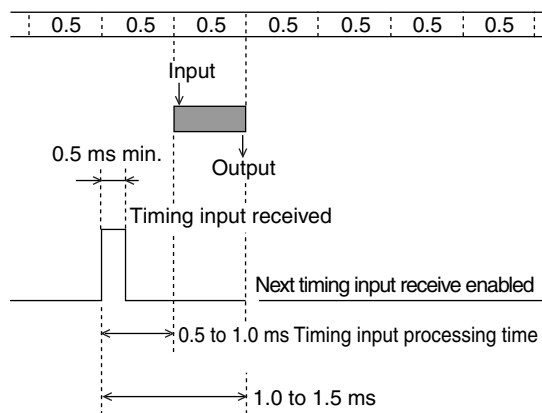 0.5 0.5 0.5 0.5 0.5 0.5 0.5
Input
0.5 ms min.
Output
Timing input received
Next timing input receive enabled
0.5 to 1.0 ms Timing input processing time
1.0 to 1.5 ms